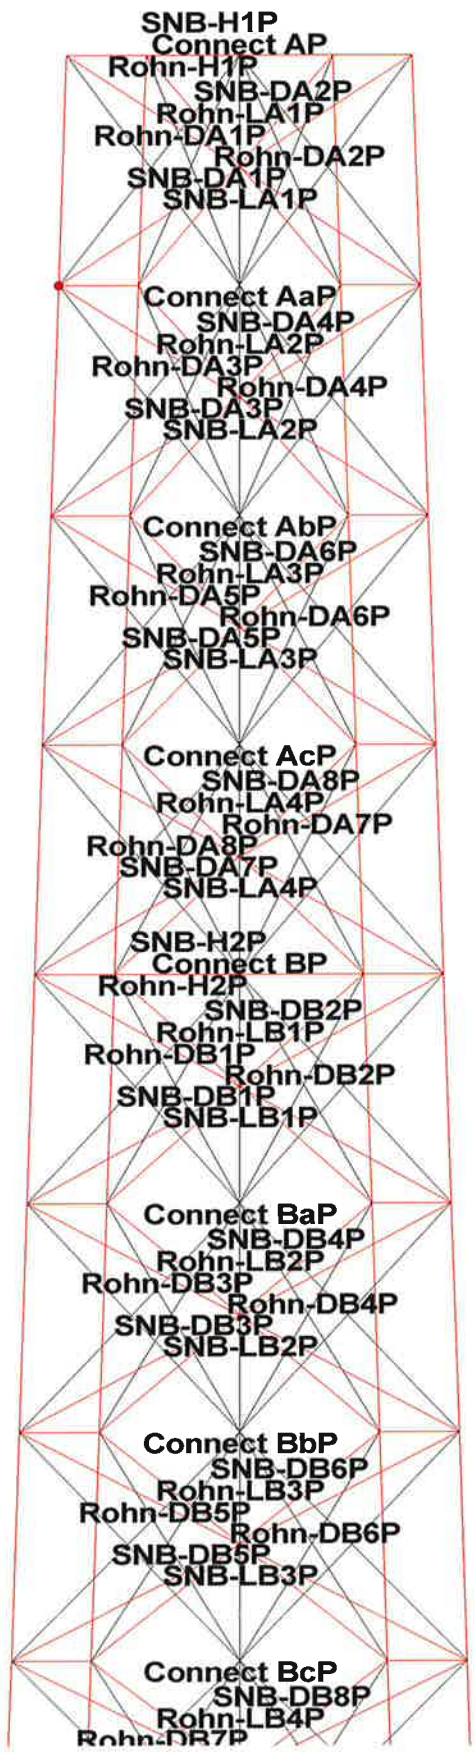 SNB-H1P
Connect AP
Rohn-H1P
SNB-DA2P
Rohn-LA1P
Rohn-DA1P
Rohn-DA2P
SNB-DA1P
SNB-LA1P
Connect AaP
SNB-DA4P
Rohn-LA2P
Rohn-DA3P
Rohn-DA4P
SNB-DA3P
SNB-LA2P
Connect AbP
SNB-DA6P
Rohn-LA3P
Rohn-DA5P
Rohn-DA6P
SNB-DA5P
SNB-LA3P
Connect AcP
SNB-DA8P
Rohn-LA4P
Rohn-DA7P
Rohn-DA8P
SNB-DA7P
SNB-LA4P
SNB-H2P
Connect BP
Rohn-H2P
SNB-DB2P
Rohn-LB1P
Rohn-DB1P
Rohn-DB2P
SNB-DB1P
SNB-LB1P
Connect BaP
SNB-DB4P
Rohn-LB2P
Rohn-DB3P
Rohn-DB4P
SNB-DB3P
SNB-LB2P
Connect BbP
SNB-DB6P
Rohn-LB3P
Rohn-DB5P
Rohn-DB6P
SNB-DB5P
SNB-LB3P
Connect BcP
SNB-DB8P
Rohn-LB4P
Rohn-DB7P